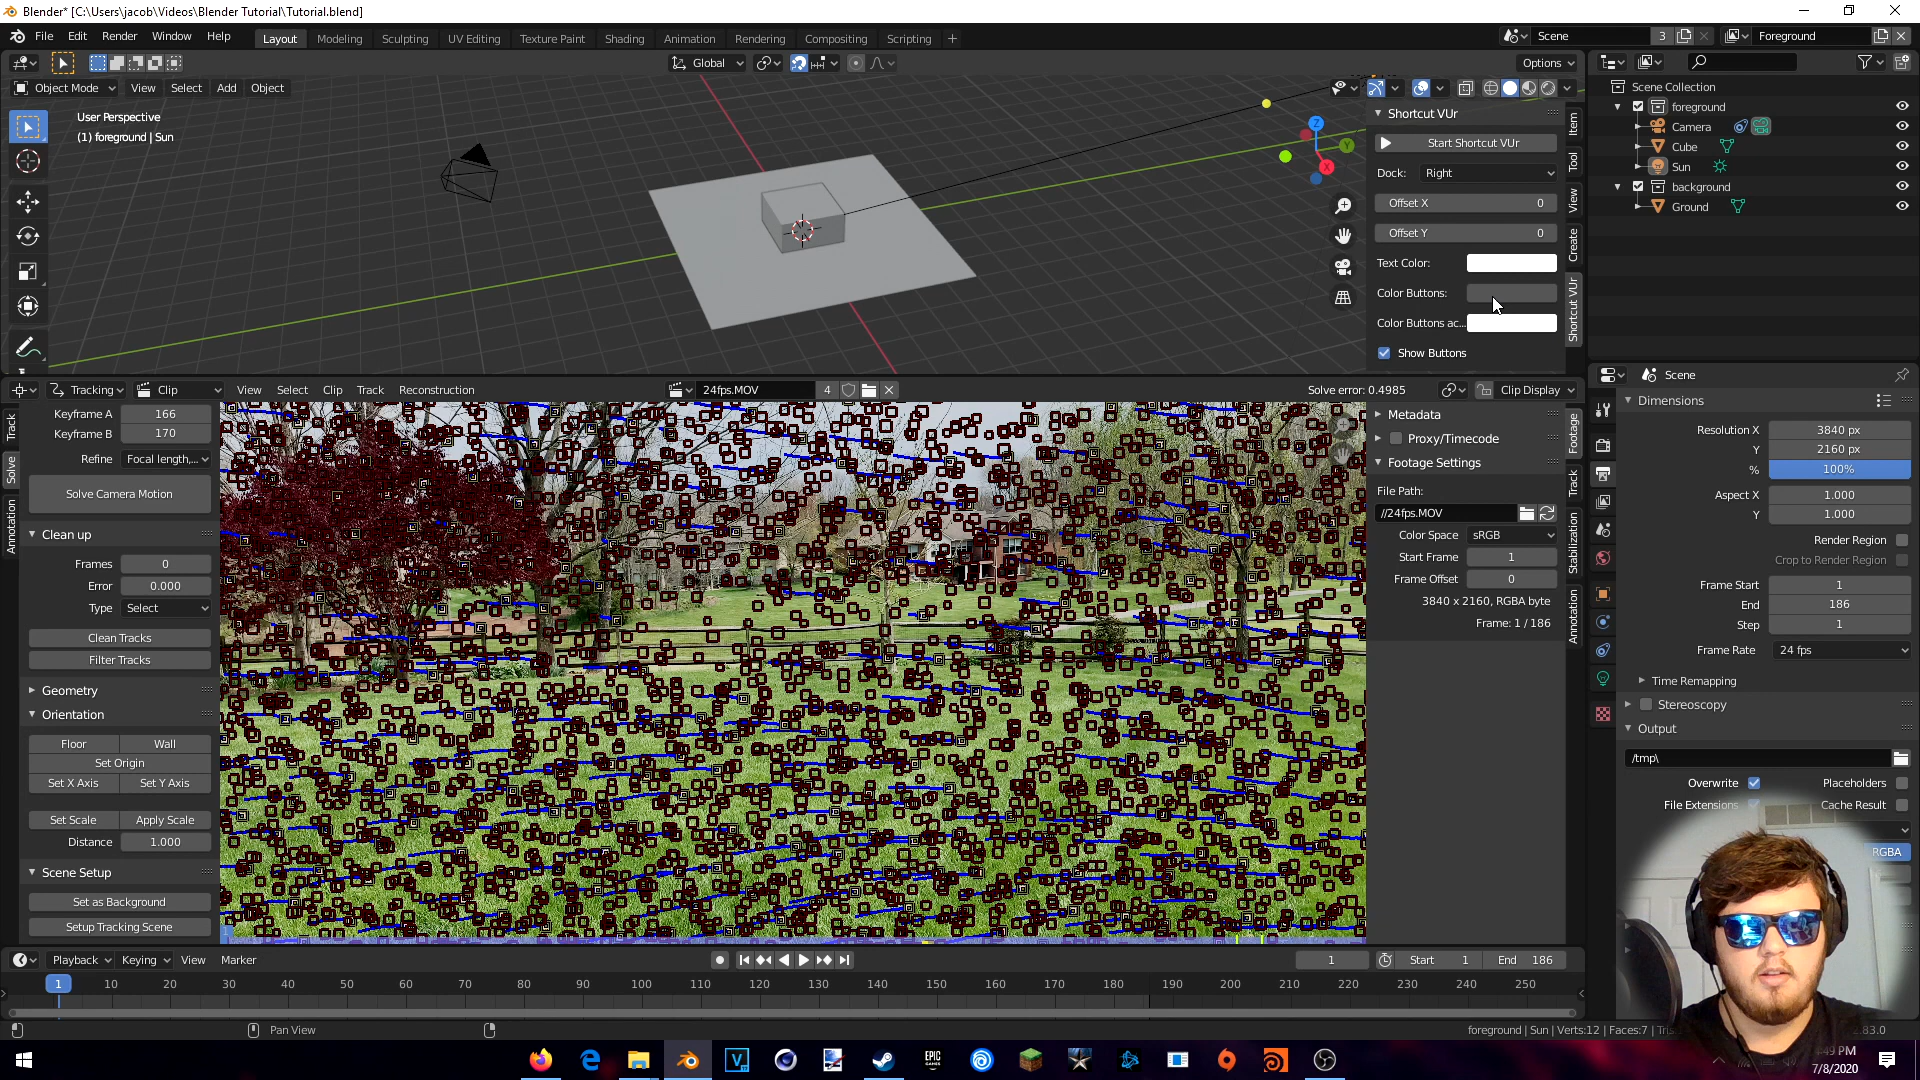 Blender* [C:\Users\jacob\Videos\Blender Tutorial\Tutorial.blend]
File Edit Render Window Help
Layout Modeling Sculpting UV Editing Texture Paint Shading Animation Rendering Compositing Scripting +
Scene 3 Foreground
Global Options
Object Mode View Select Add Object
User Perspective
(1) foreground | Sun
Z Y X
Shortcut VUr
Start Shortcut VUr
Dock: Right
Offset X 0
Offset Y 0
Text Color:
Color Buttons:
Color Buttons ac...
Show Buttons
Item
Tool
View
Create
Shortcut VUr
Scene Collection
foreground
Camera
Cube
Sun
background
Ground
Tracking Clip View Select Clip Track Reconstruction 24fps.MOV 4 Solve error: 0.4985 Clip Display
Track
Solve
Annotation
Keyframe A 166
Keyframe B 170
Refine Focal length,...
Solve Camera Motion
Clean up
Frames 0
Error 0.000
Type Select
Clean Tracks
Filter Tracks
Geometry
Orientation
Floor Wall
Set Origin
Set X Axis Set Y Axis
Set Scale Apply Scale
Distance 1.000
Scene Setup
Set as Background
Setup Tracking Scene
Metadata
Proxy/Timecode
Footage Settings
File Path:
//24fps.MOV
Color Space sRGB
Start Frame 1
Frame Offset 0
3840 x 2160, RGBA byte
Frame: 1 / 186
Footage
Track
Stabilization
Annotation
Scene
Dimensions
Resolution X 3840 px
Y 2160 px
% 100%
Aspect X 1.000
Y 1.000
Render Region
Crop to Render Region
Frame Start 1
End 186
Step 1
Frame Rate 24 fps
Time Remapping
Stereoscopy
Output
/tmp\
Overwrite Placeholders
File Extensions Cache Result
RGBA
Playback Keying View Marker 1 Start 1 End 186
1 10 20 30 40 50 60 70 80 90 100 110 120 130 140 150 160 170 180 190 200 210 220 230 240 250
Pan View
foreground | Sun | Verts:12 | Faces:7 |
EPIC GAMES
7/8/2020